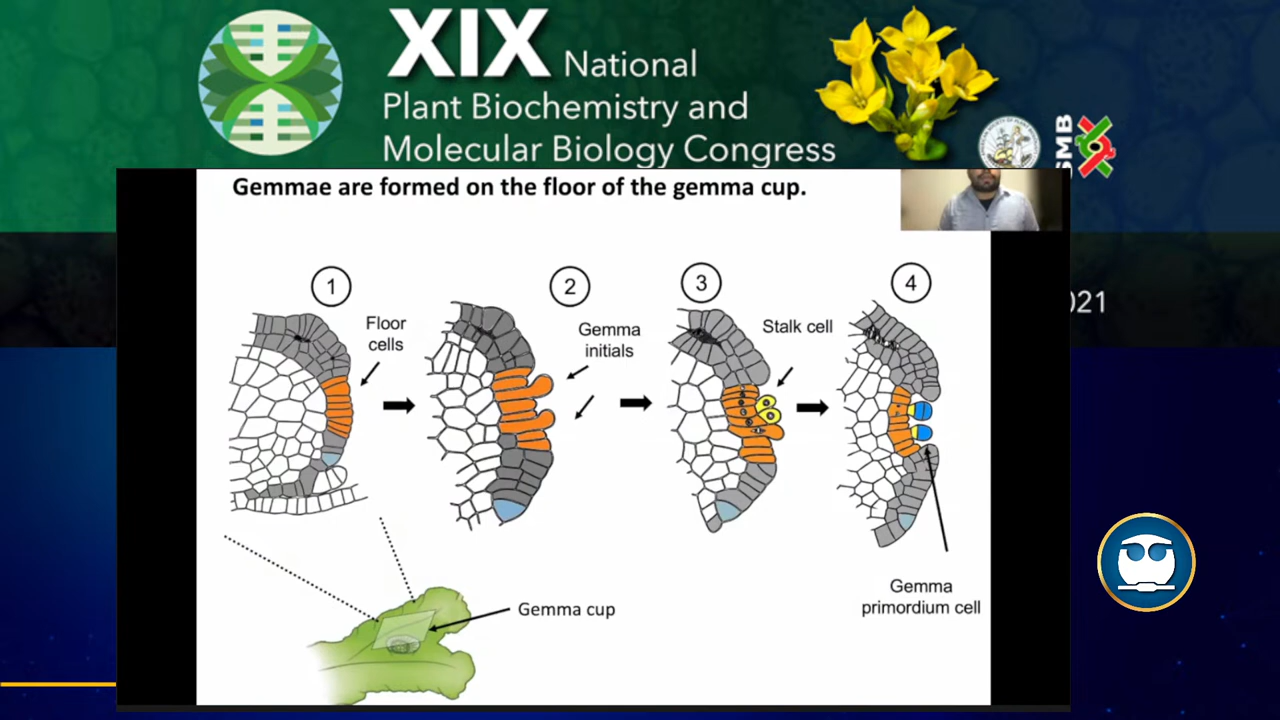 XIX National
Plant Biochemistry and
Molecular Biology Congress
SMB
Gemmae are formed on the floor of the gemma cup.
1
2
3
4
Floor
cells
Gemma
initials
Stalk cell
021
Gemma
primordium cell
Gemma cup